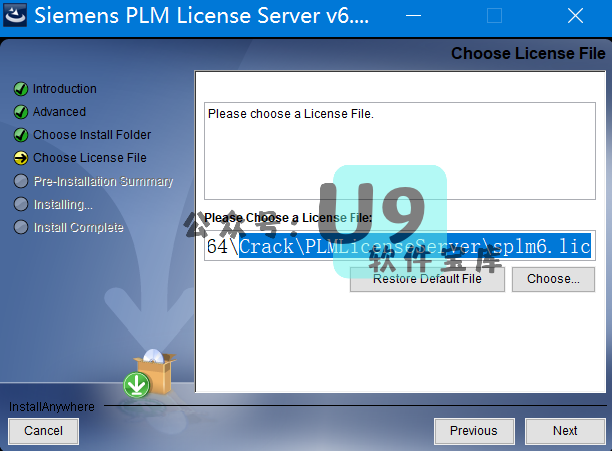 Siemens PLM License Server v6....
Choose License File
Introduction
Advanced
Choose Install Folder
Choose License File
Pre-Installation Summary
Installing...
Install Complete
Please choose a License File.
Please Choose a License File:
64\Crack\PLMLicenseServer\splm6.lic
公众号.U9
软件宝库
Restore Default File
Choose...
InstallAnywhere
Cancel
Previous
Next